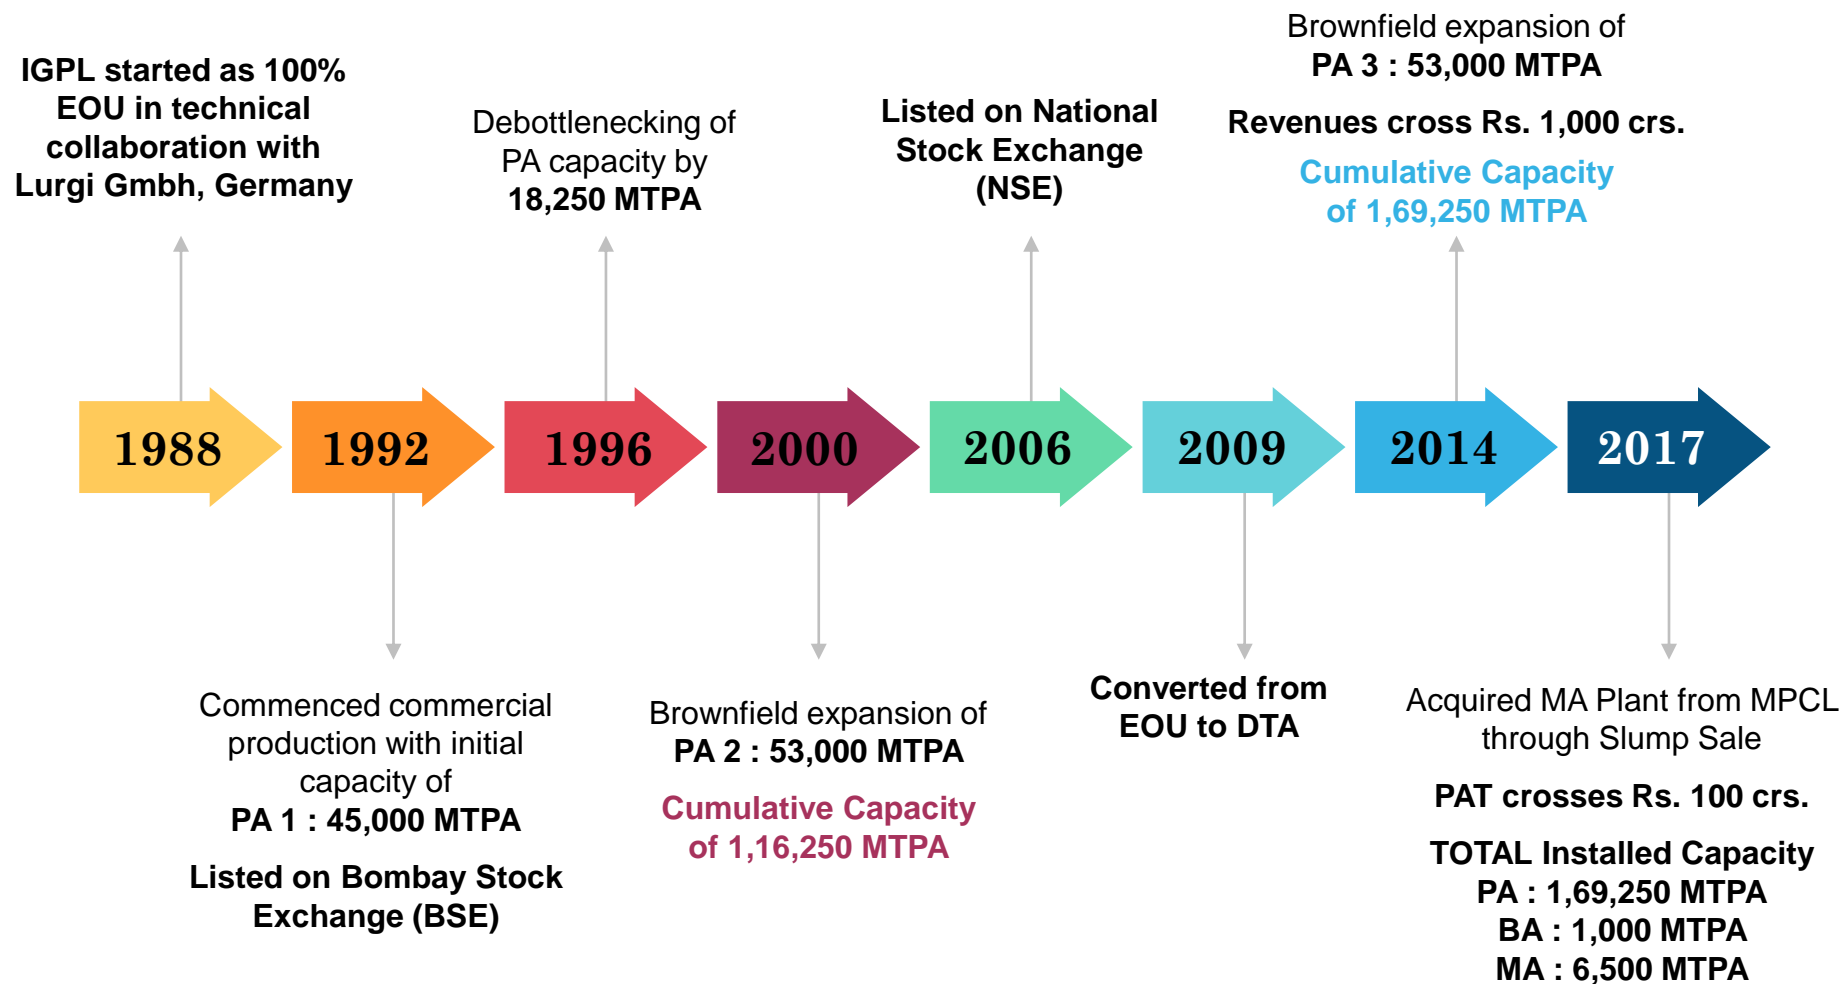 IGPL started as 100%
EOU in technical
collaboration with
Lurgi Gmbh, Germany
Debottlenecking of
PA capacity by
18,250 MTPA
Listed on National
Stock Exchange
(NSE)
Brownfield expansion of
PA 3 : 53,000 MTPA
Revenues cross Rs. 1,000 crs.
Cumulative Capacity
of 1,69,250 MTPA
1988
1992
1996
2000
2006
2009
2014
2017
Commenced commercial
production with initial
capacity of
PA 1 : 45,000 MTPA
Listed on Bombay Stock
Exchange (BSE)
Brownfield expansion of
PA 2 : 53,000 MTPA
Cumulative Capacity
of 1,16,250 MTPA
Converted from
EOU to DTA
Acquired MA Plant from MPCL
through Slump Sale
PAT crosses Rs. 100 crs.
TOTAL Installed Capacity
PA : 1,69,250 MTPA
BA : 1,000 MTPA
MA : 6,500 MTPA